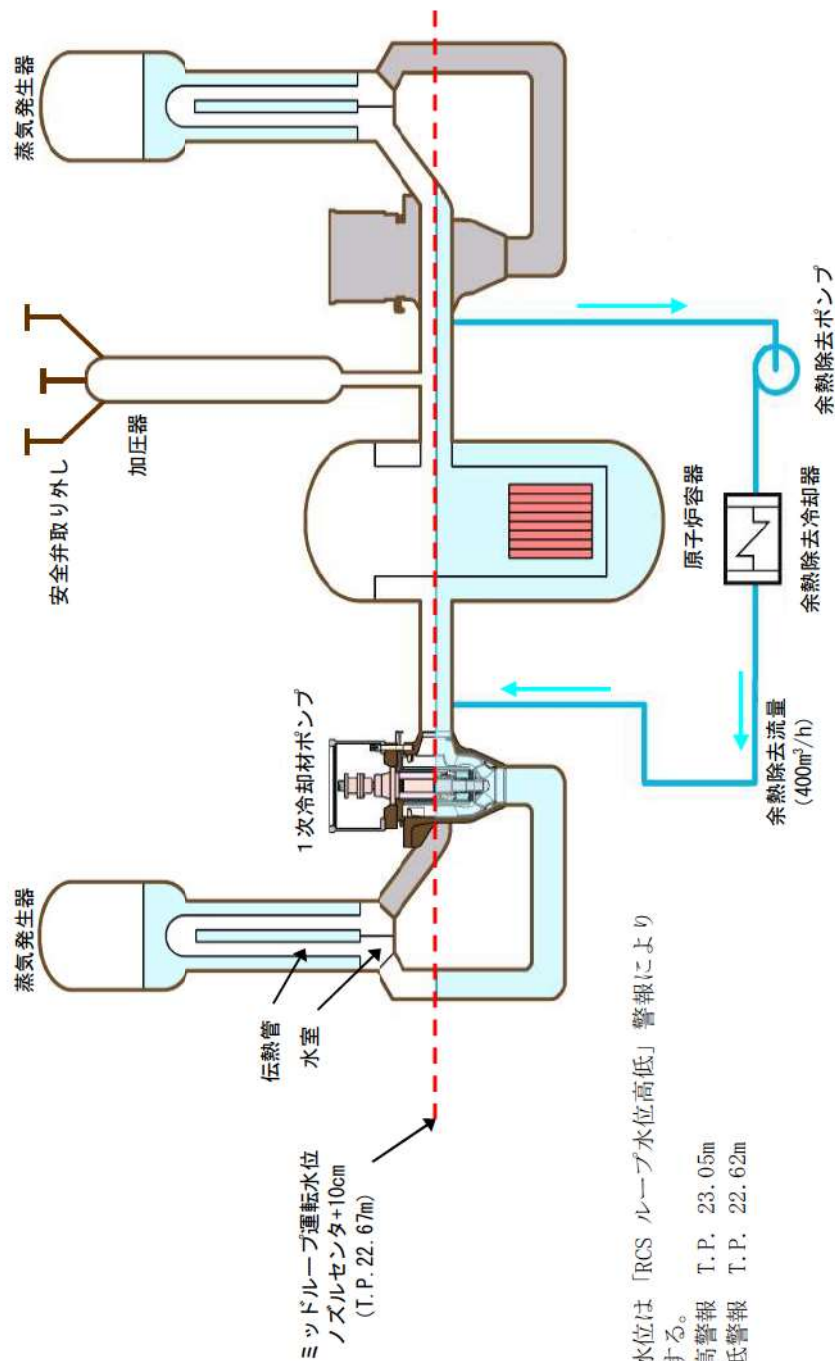 蒸気発生器
安全弁取り外し
加圧器
蒸気発生器
1次冷却材ポンプ
伝熱管
水室
ミッドループ運転水位
ノズルセンタ+10cm
(T.P.22.67m)
原子炉容器
余熱除去冷却器
余熱除去ポンプ
余熱除去流量
(400m³/h)
水位は「RCS ループ水位高低」警報により
する。
高警報 T.P. 23.05m
低警報 T.P. 22.62m